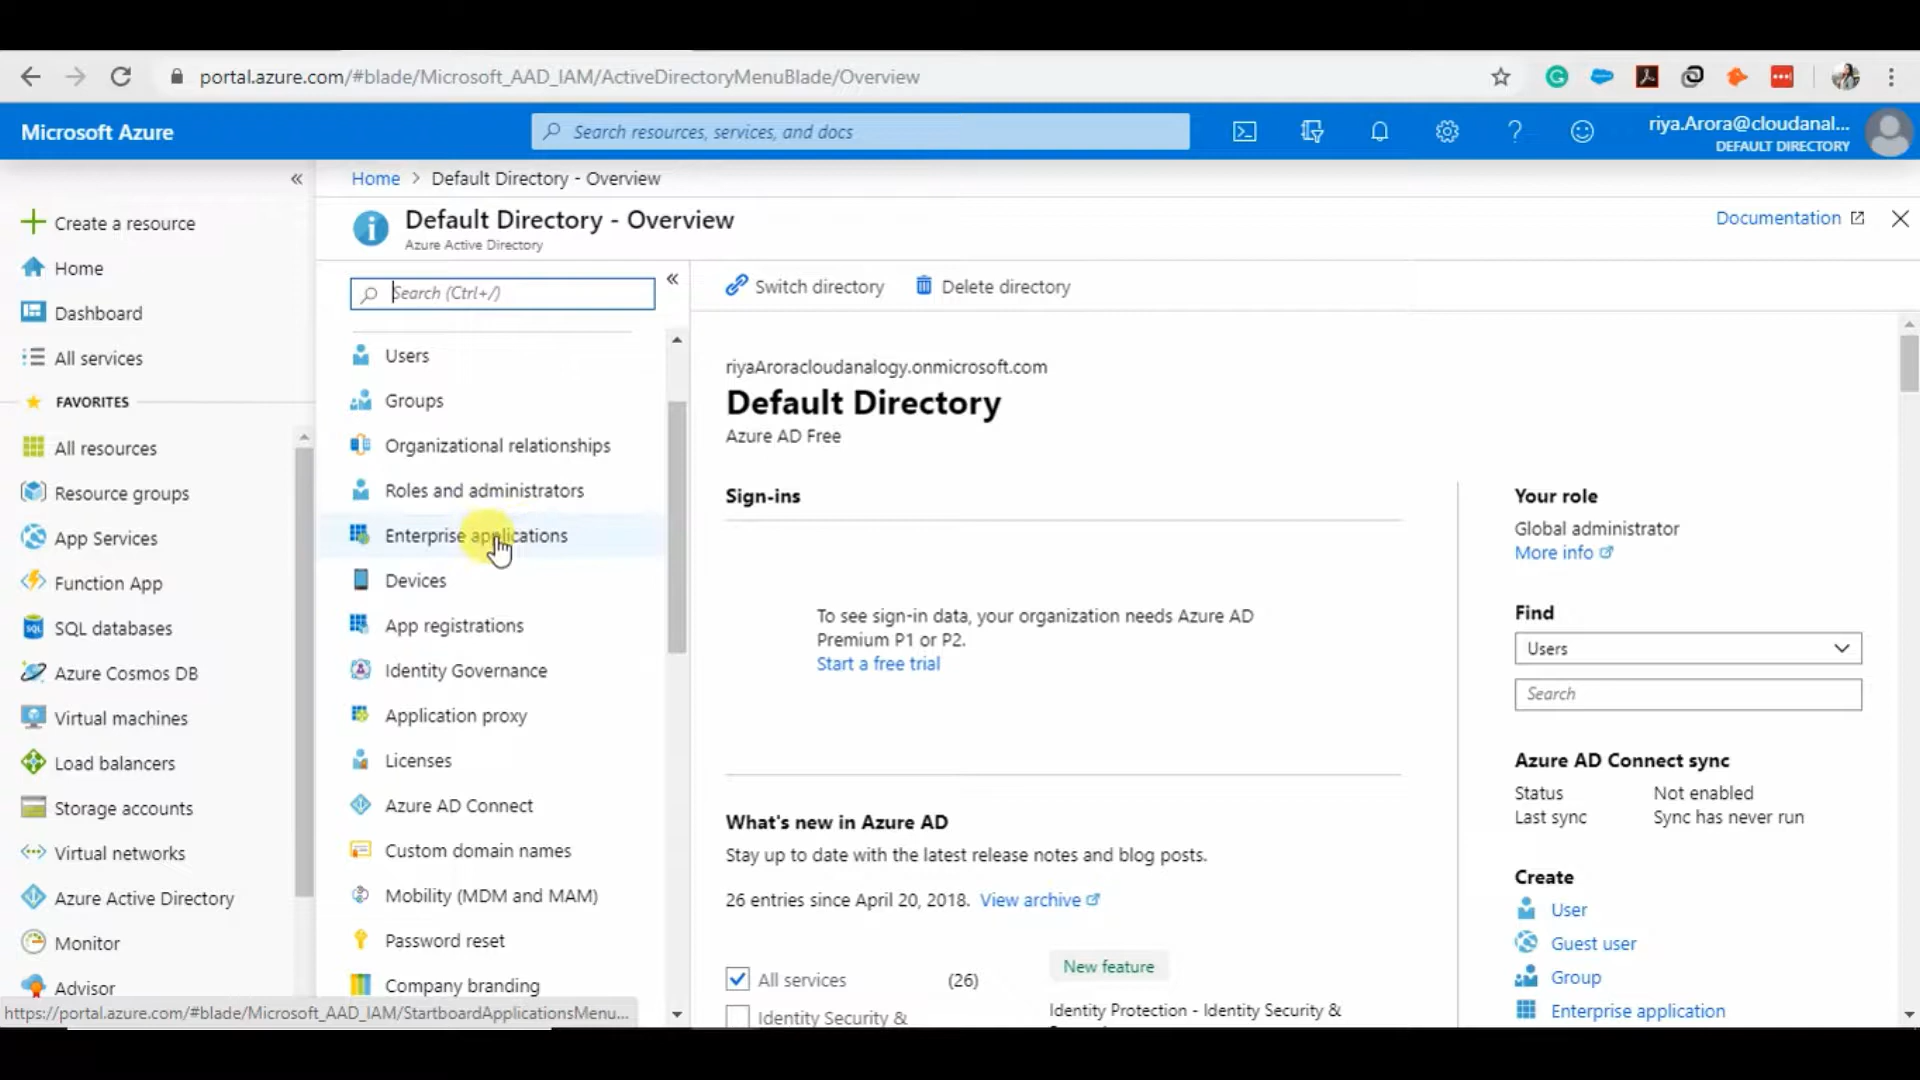 portal.azure.com/#blade/Microsoft_AAD_IAM/ActiveDirectoryMenuBlade/Overview
Microsoft Azure
Search resources, services, and docs
riya.Arora@cloudanal...
DEFAULT DIRECTORY
Create a resource
Home
Dashboard
All services
FAVORITES
All resources
Resource groups
App Services
Function App
SQL databases
Azure Cosmos DB
Virtual machines
Load balancers
Storage accounts
Virtual networks
Azure Active Directory
Monitor
Advisor
https://portal.azure.com/#blade/Microsoft_AAD_IAM/StartboardApplicationsMenu...
Home > Default Directory - Overview
Default Directory - Overview
Azure Active Directory
Documentation
Search (Ctrl+/)
Users
Groups
Organizational relationships
Roles and administrators
Enterprise applications
Devices
App registrations
Identity Governance
Application proxy
Licenses
Azure AD Connect
Custom domain names
Mobility (MDM and MAM)
Password reset
Company branding
Switch directory
Delete directory
riyaAroracloudanalogy.onmicrosoft.com
Default Directory
Azure AD Free
Sign-ins
To see sign-in data, your organization needs Azure AD
Premium P1 or P2.
Start a free trial
What's new in Azure AD
Stay up to date with the latest release notes and blog posts.
26 entries since April 20, 2018. View archive
All services (26)
Identity Security &
New feature
Identity Protection - Identity Security &
Your role
Global administrator
More info
Find
Users
Search
Azure AD Connect sync
Status Not enabled
Last sync Sync has never run
Create
User
Guest user
Group
Enterprise application